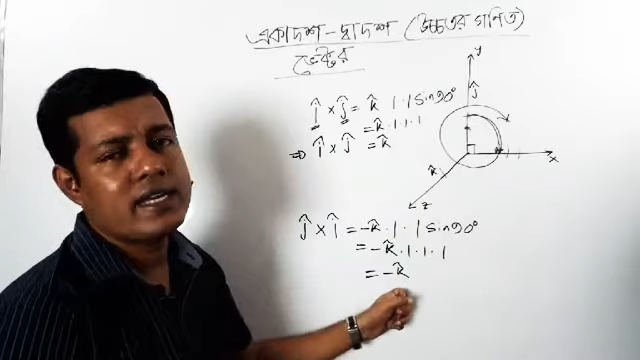 একাদশ-দ্বাদশ (উচ্চতর গণিত)
ভেক্টর
î × ĵ = k̂ 1·1 sin90°
= k̂·1·1·1
⇒ î × ĵ = k̂
y
ĵ
x
k̂
z
ĵ × î = -k̂·1·1 sin90°
= -k̂·1·1·1
= -k̂